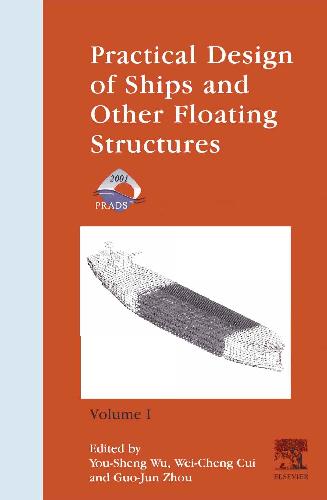 Practical Design
of Ships and
Other Floating
Structures
2001
PRADS
Volume I
Edited by
You-Sheng Wu, Wei-Cheng Cui
and Guo-Jun Zhou
ELSEVIER